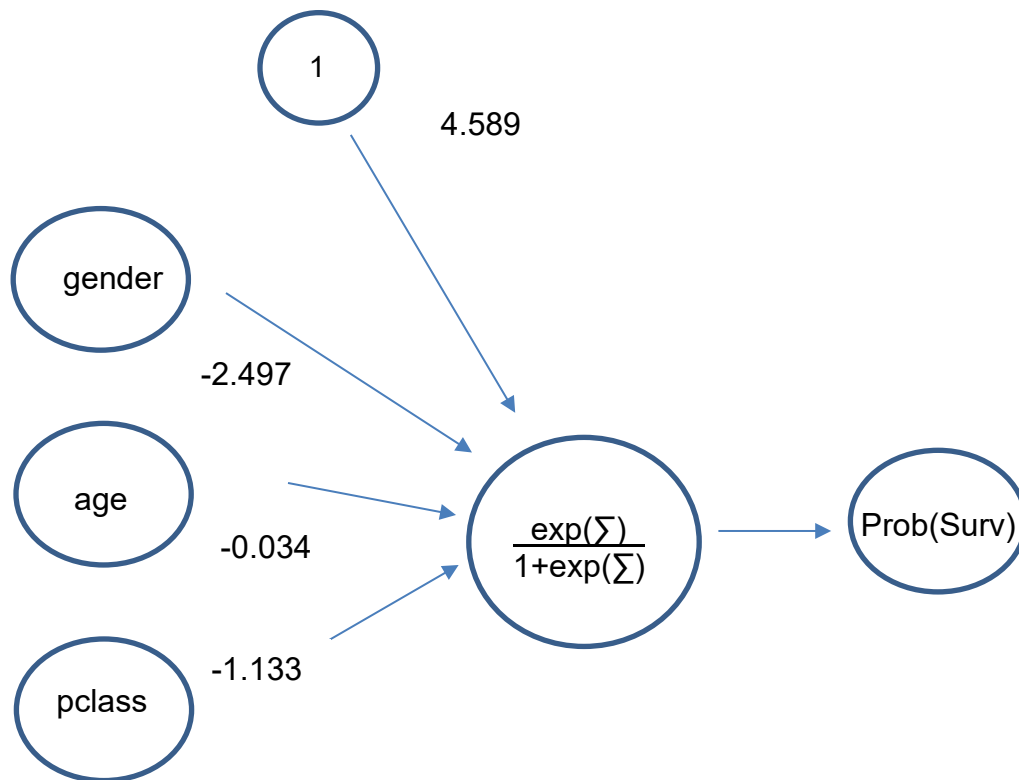 1
4.589
gender
-2.497
age
-0.034
exp(∑)
1+exp(∑)
Prob(Surv)
-1.133
pclass